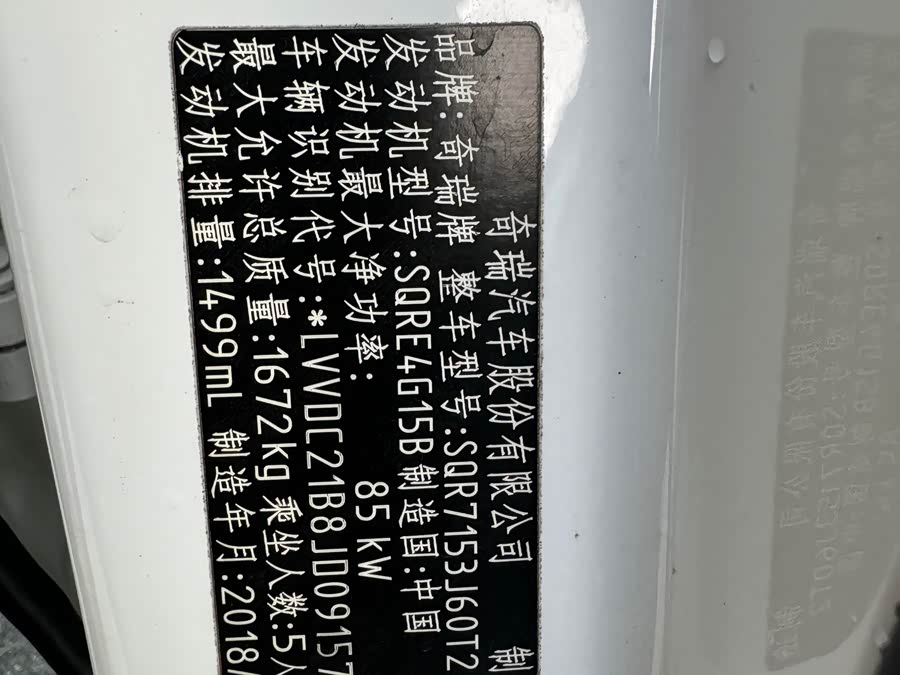 奇瑞汽车股份有限公司 制
品牌:奇瑞牌 整车型号:SQR7153J60T2
发动机型号:SQRE4G15B 制造国:中国
发动机最大净功率: 85kW
车辆识别代号:*LVVDC21B8JD09157
最大允许总质量:1672kg 乘坐人数:5人
发动机排量:1499mL 制造年月:2018